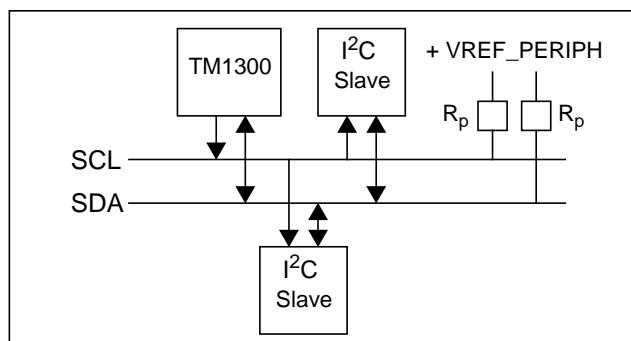 TM1300
I²C
Slave
+ VREF_PERIPH
Rp
Rp
SCL
SDA
I²C
Slave